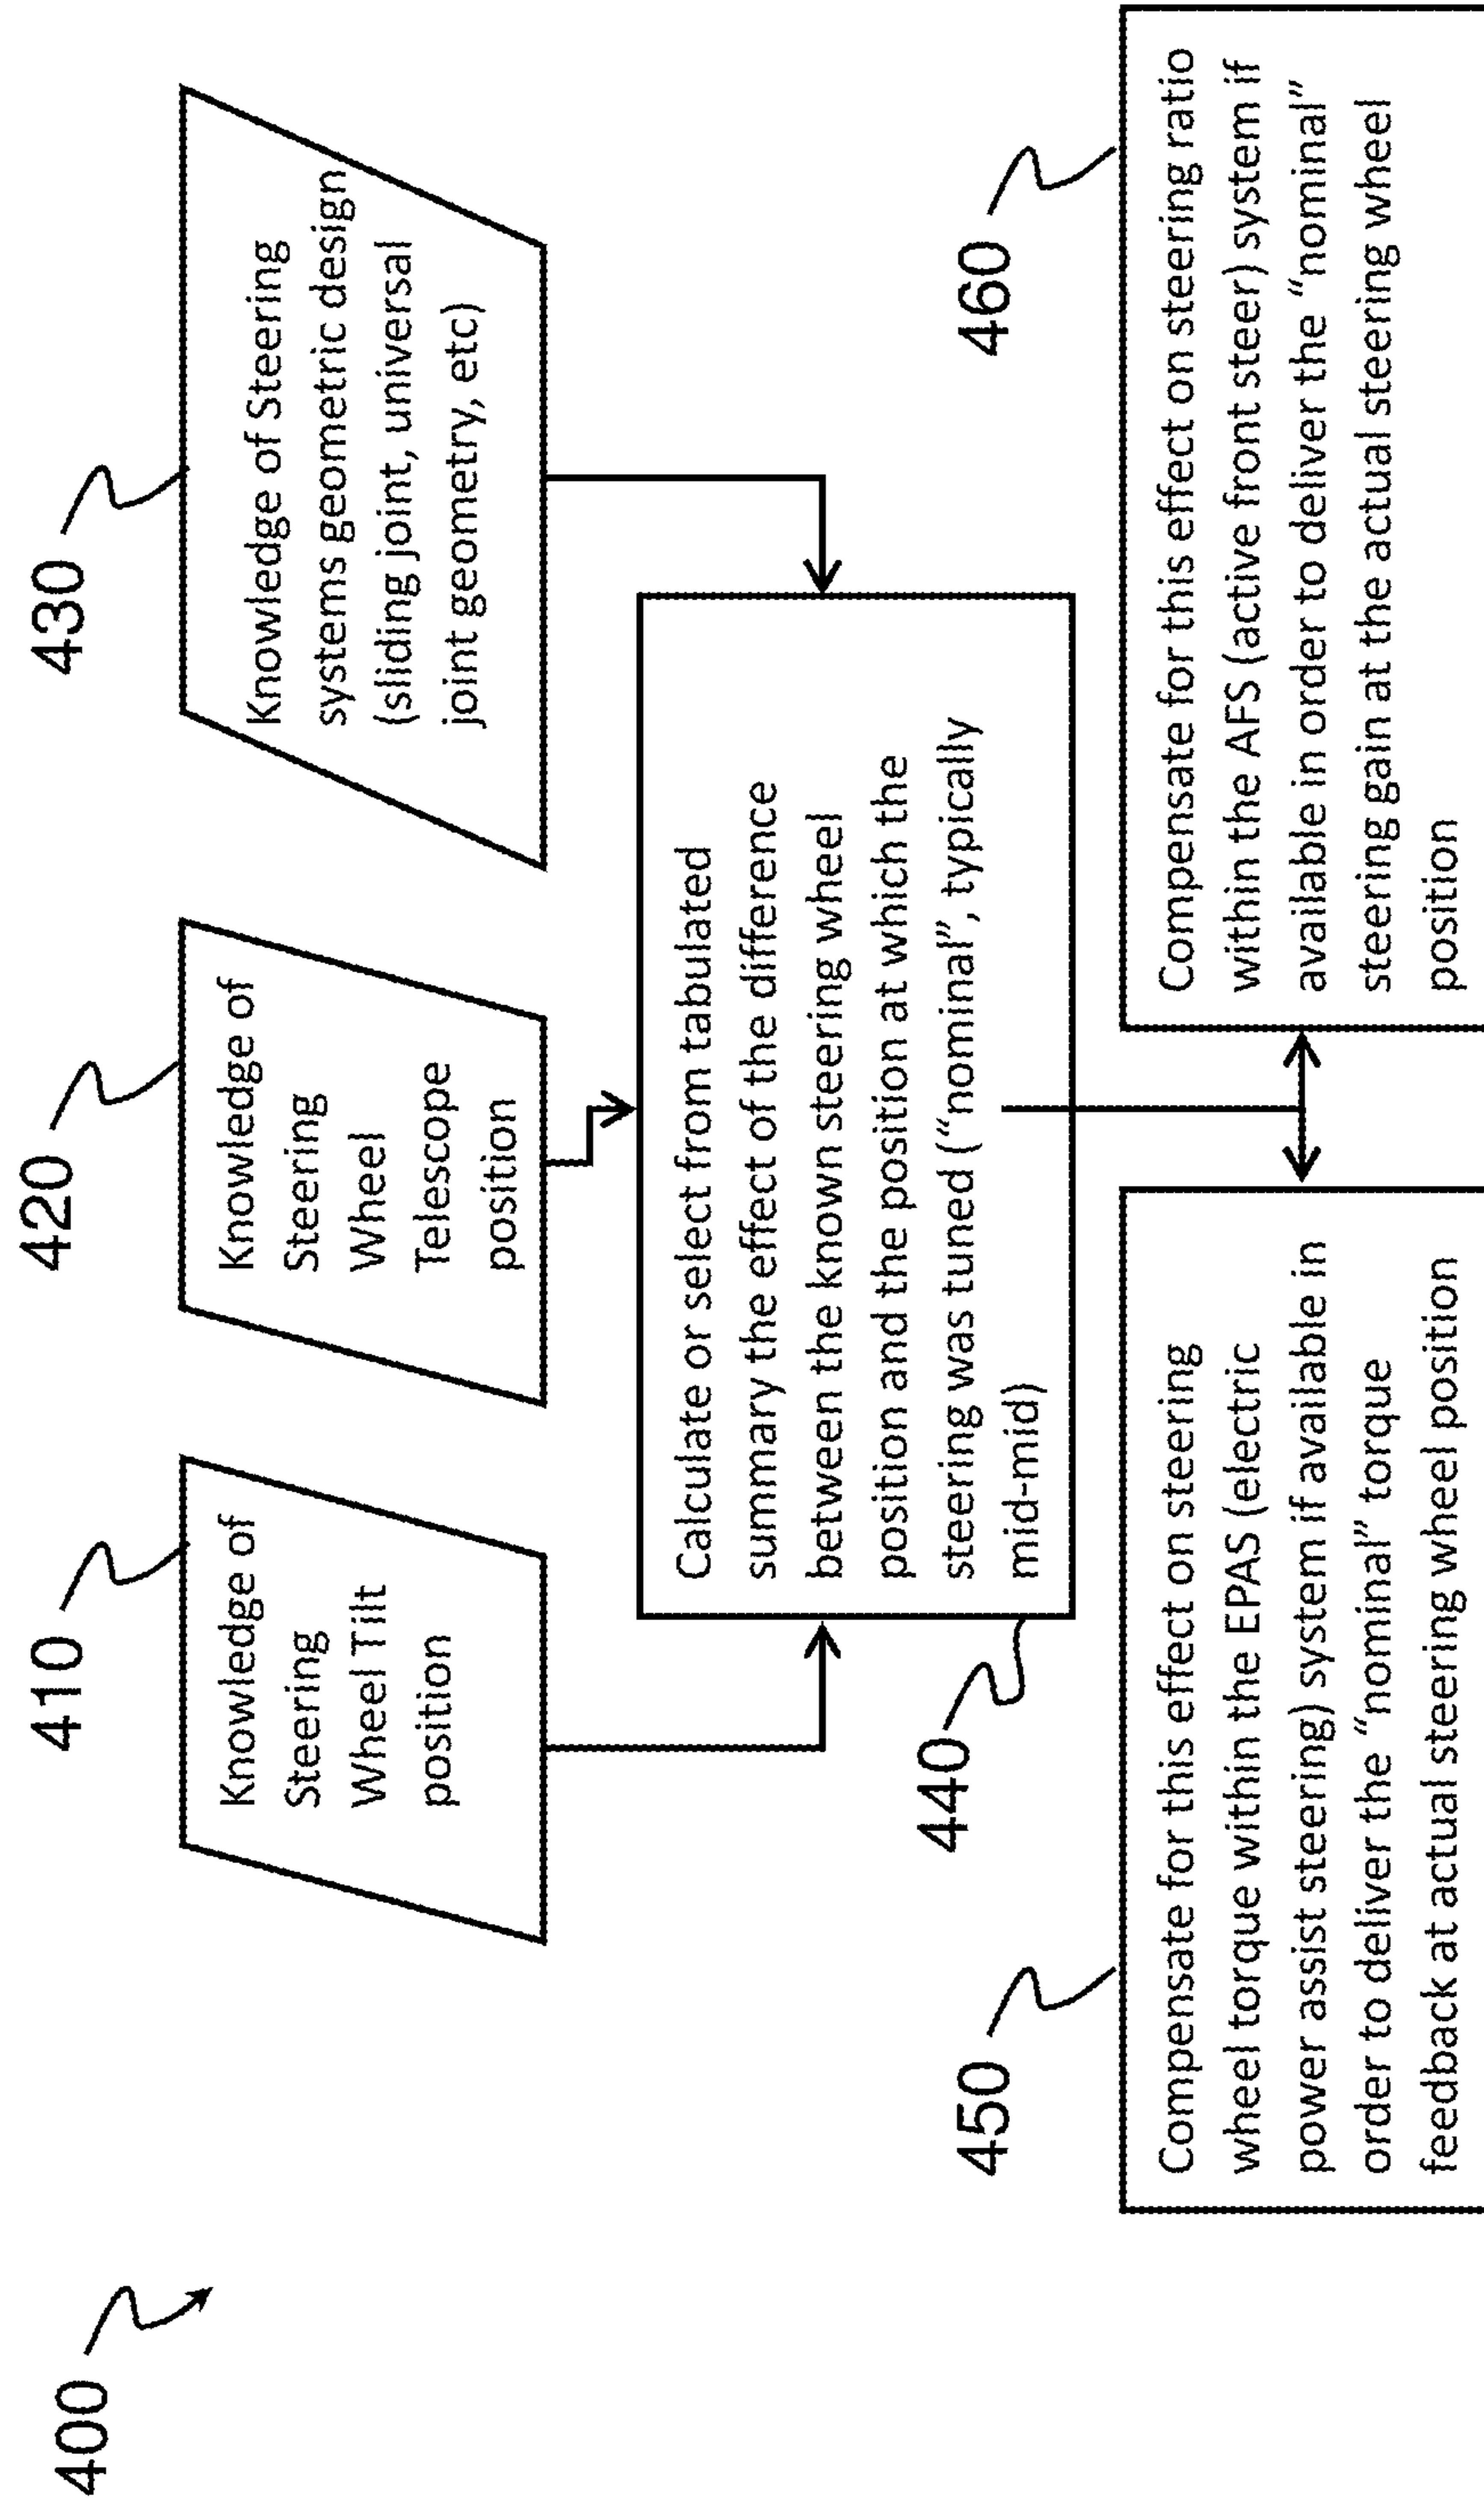 400
410
Knowledge of
Steering
Wheel Tilt
position
420
Knowledge of
Steering
Wheel
Telescope
position
430
Knowledge of Steering
systems geometric design
(sliding joint, universal
joint geometry, etc)
440
Calculate or select from tabulated
summary the effect of the difference
between the known steering wheel
position and the position at which the
steering was tuned (“nominal”, typically
mid-mid)
450
Compensate for this effect on steering
wheel torque within the EPAS (electric
power assist steering) system if available in
order to deliver the “nominal” torque
feedback at actual steering wheel position
460
Compensate for this effect on steering ratio
within the AFS (active front steer) system if
available in order to deliver the “nominal”
steering gain at the actual steering wheel
position